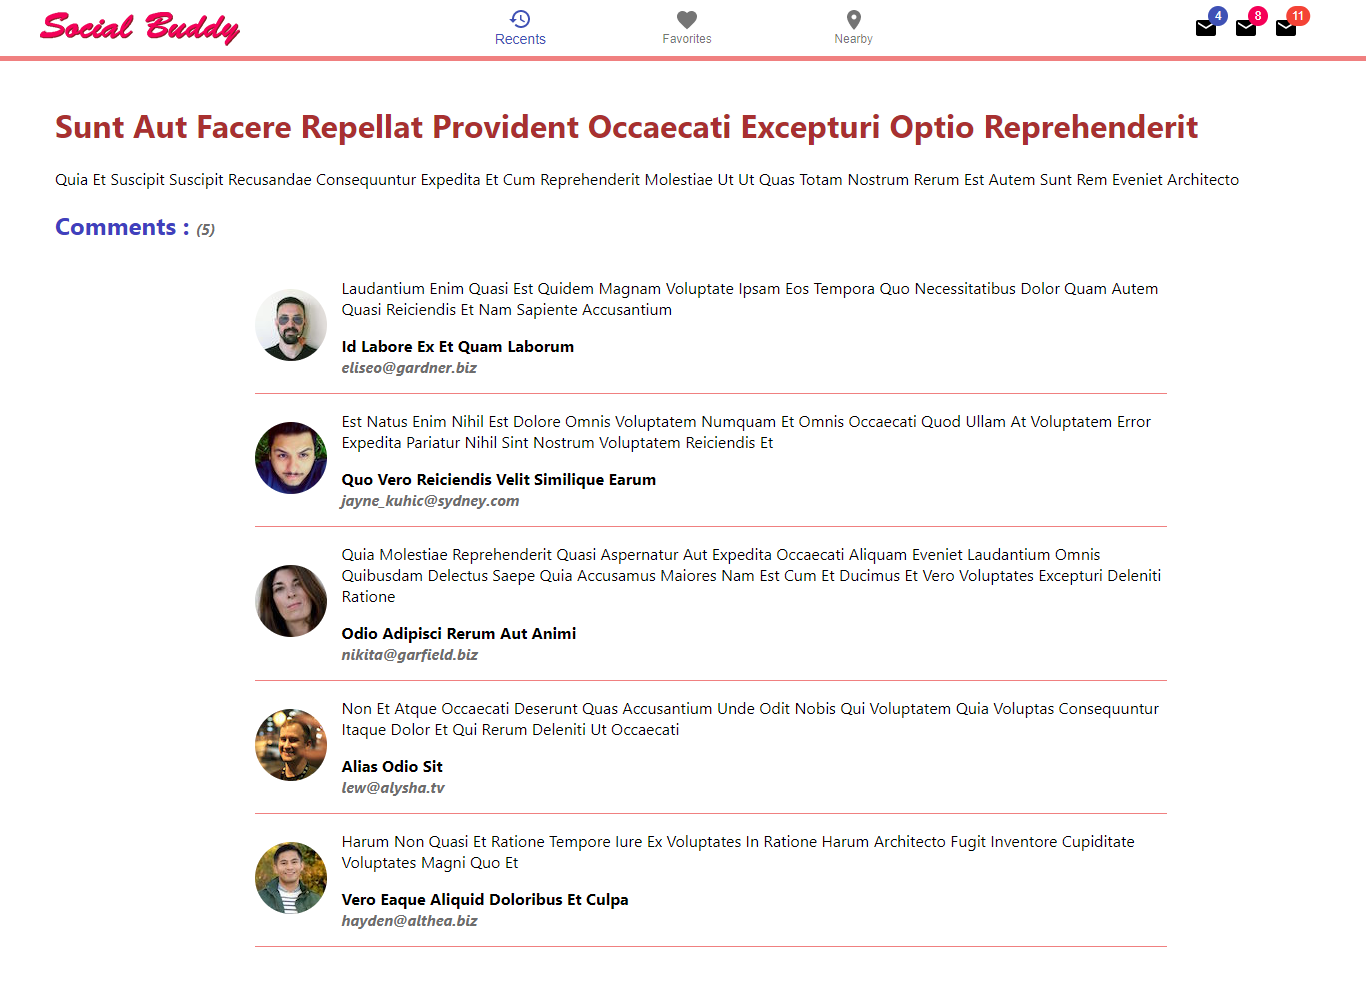 Social Buddy
Recents
Favorites
Nearby
4
8
11
Sunt Aut Facere Repellat Provident Occaecati Excepturi Optio Reprehenderit
Quia Et Suscipit Suscipit Recusandae Consequuntur Expedita Et Cum Reprehenderit Molestiae Ut Ut Quas Totam Nostrum Rerum Est Autem Sunt Rem Eveniet Architecto
Comments : (5)
Laudantium Enim Quasi Est Quidem Magnam Voluptate Ipsam Eos Tempora Quo Necessitatibus Dolor Quam Autem
Quasi Reiciendis Et Nam Sapiente Accusantium
Id Labore Ex Et Quam Laborum
eliseo@gardner.biz
Est Natus Enim Nihil Est Dolore Omnis Voluptatem Numquam Et Omnis Occaecati Quod Ullam At Voluptatem Error
Expedita Pariatur Nihil Sint Nostrum Voluptatem Reiciendis Et
Quo Vero Reiciendis Velit Similique Earum
jayne_kuhic@sydney.com
Quia Molestiae Reprehenderit Quasi Aspernatur Aut Expedita Occaecati Aliquam Eveniet Laudantium Omnis
Quibusdam Delectus Saepe Quia Accusamus Maiores Nam Est Cum Et Ducimus Et Vero Voluptates Excepturi Deleniti
Ratione
Odio Adipisci Rerum Aut Animi
nikita@garfield.biz
Non Et Atque Occaecati Deserunt Quas Accusantium Unde Odit Nobis Qui Voluptatem Quia Voluptas Consequuntur
Itaque Dolor Et Qui Rerum Deleniti Ut Occaecati
Alias Odio Sit
lew@alysha.tv
Harum Non Quasi Et Ratione Tempore Iure Ex Voluptates In Ratione Harum Architecto Fugit Inventore Cupiditate
Voluptates Magni Quo Et
Vero Eaque Aliquid Doloribus Et Culpa
hayden@althea.biz